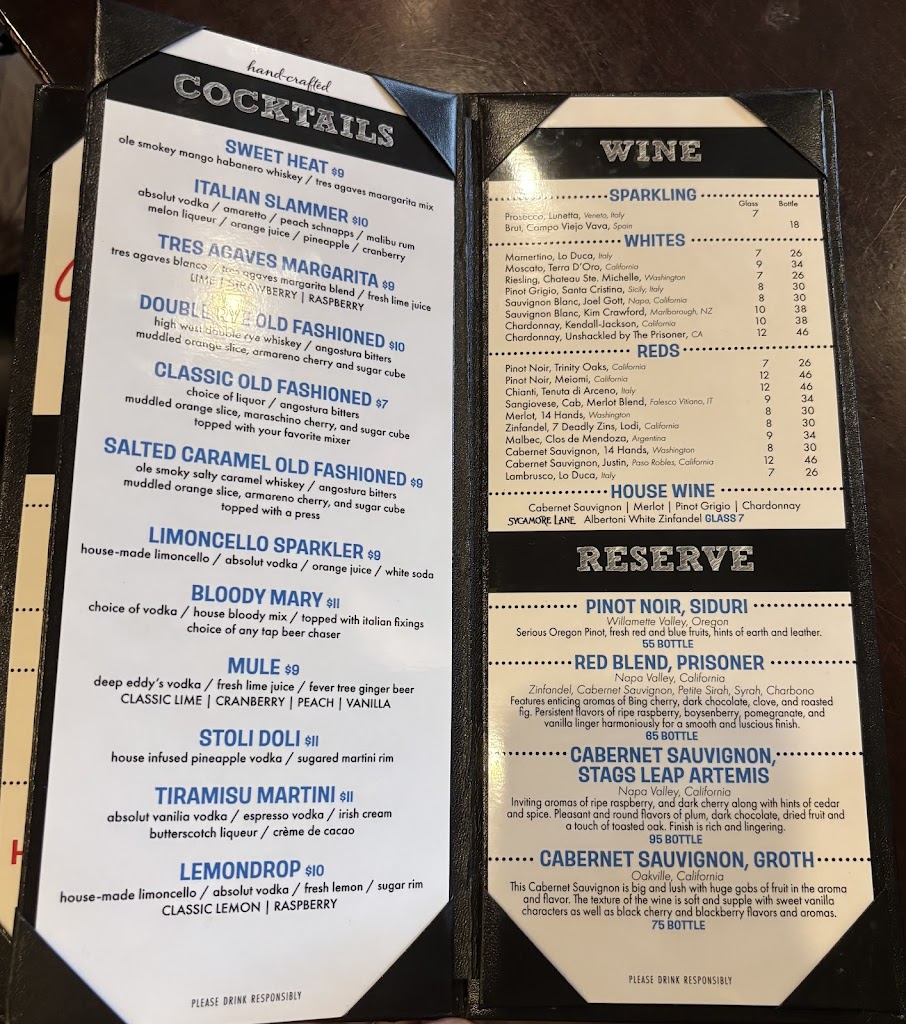 hand-crafted
COCKTAILS
SWEET HEAT $9
ole smokey mango habanero whiskey / tres agaves maargarita mix
ITALIAN SLAMMER $10
absolut vodka / amaretto / peach schnapps / malibu rum
melon liqueur / orange juice / pineapple / cranberry
TRES AGAVES MARGARITA $9
tres agaves blanco / tres agaves margarita blend / fresh lime juice
LIME | STRAWBERRY | RASPBERRY
DOUBLE RYE OLD FASHIONED $10
high west double rye whiskey / angostura bitters
muddled orange slice, armareno cherry and sugar cube
CLASSIC OLD FASHIONED $7
choice of liquor / angostura bitters
muddled orange slice, maraschino cherry, and sugar cube
topped with your favorite mixer
SALTED CARAMEL OLD FASHIONED $9
ole smoky salty caramel whiskey / angostura bitters
muddled orange slice, armareno cherry, and sugar cube
topped with a press
LIMONCELLO SPARKLER $9
house-made limoncello / absolut vodka / orange juice / white soda
BLOODY MARY $11
choice of vodka / house bloody mix / topped with italian fixings
choice of any tap beer chaser
MULE $9
deep eddy's vodka / fresh lime juice / fever tree ginger beer
CLASSIC LIME | CRANBERRY | PEACH | VANILLA
STOLI DOLI $11
house infused pineapple vodka / sugared martini rim
TIRAMISU MARTINI $11
absolut vanilia vodka / espresso vodka / irish cream
butterscotch liqueur / crème de cacao
LEMONDROP $10
house-made limoncello / absolut vodka / fresh lemon / sugar rim
CLASSIC LEMON | RASPBERRY
PLEASE DRINK RESPONSIBLY
WINE
SPARKLING
Glass Bottle
Prosecco, Lunetta, Veneto, Italy 7
Brut, Campo Viejo Vava, Spain 18
WHITES
Mamertino, Lo Duca, Italy 7 26
Moscato, Terra D'Oro, California 9 34
Riesling, Chateau Ste. Michelle, Washington 7 26
Pinot Grigio, Santa Cristina, Sicily, Italy 8 30
Sauvignon Blanc, Joel Gott, Napa, California 8 30
Sauvignon Blanc, Kim Crawford, Marlborough, NZ 10 38
Chardonnay, Kendall-Jackson, California 10 38
Chardonnay, Unshackled by The Prisoner, CA 12 46
REDS
Pinot Noir, Trinity Oaks, California 7 26
Pinot Noir, Meiomi, California 12 46
Chianti, Tenuta di Arceno, Italy 12 46
Sangiovese, Cab, Merlot Blend, Falesco Vitiano, IT 9 34
Merlot, 14 Hands, Washington 8 30
Zinfandel, 7 Deadly Zins, Lodi, California 8 30
Malbec, Clos de Mendoza, Argentina 9 34
Cabernet Sauvignon, 14 Hands, Washington 8 30
Cabernet Sauvignon, Justin, Paso Robles, California 12 46
Lambrusco, Lo Duca, Italy 7 26
HOUSE WINE
Cabernet Sauvignon | Merlot | Pinot Grigio | Chardonnay
SYCAMORE LANE Albertoni White Zinfandel GLASS 7
RESERVE
PINOT NOIR, SIDURI
Willamette Valley, Oregon
Serious Oregon Pinot, fresh red and blue fruits, hints of earth and leather.
55 BOTTLE
RED BLEND, PRISONER
Napa Valley, California
Zinfandel, Cabernet Sauvignon, Petite Sirah, Syrah, Charbono
Features enticing aromas of Bing cherry, dark chocolate, clove, and roasted
fig. Persistent flavors of ripe raspberry, boysenberry, pomegranate, and
vanilla linger harmoniously for a smooth and luscious finish.
65 BOTTLE
CABERNET SAUVIGNON,
STAGS LEAP ARTEMIS
Napa Valley, California
Inviting aromas of ripe raspberry, and dark cherry along with hints of cedar
and spice. Pleasant and round flavors of plum, dark chocolate, dried fruit and
a touch of toasted oak. Finish is rich and lingering.
95 BOTTLE
CABERNET SAUVIGNON, GROTH
Oakville, California
This Cabernet Sauvignon is big and lush with huge gobs of fruit in the aroma
and flavor. The texture of the wine is soft and supple with sweet vanilla
characters as well as black cherry and blackberry flavors and aromas.
75 BOTTLE
PLEASE DRINK RESPONSIBLY